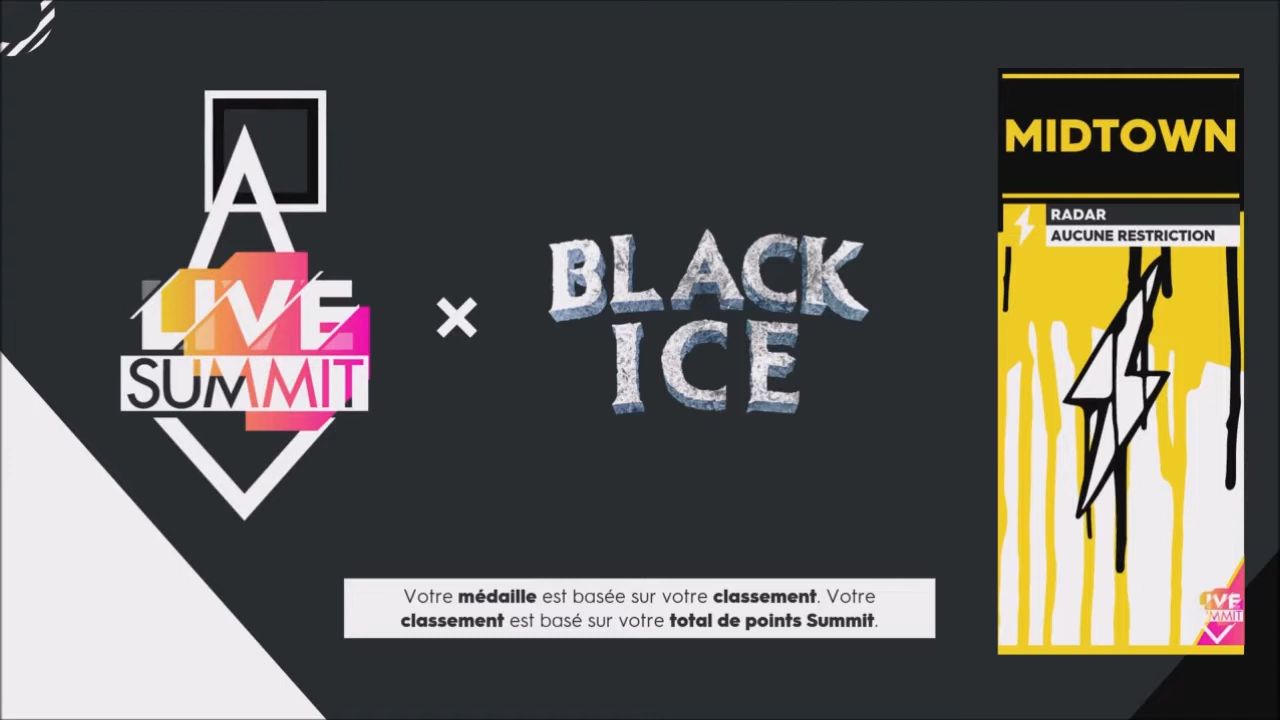 LIVE
SUMMIT
×
BLACK
ICE
MIDTOWN
RADAR
AUCUNE RESTRICTION
Votre médaille est basée sur votre classement. Votre
classement est basé sur votre total de points Summit.